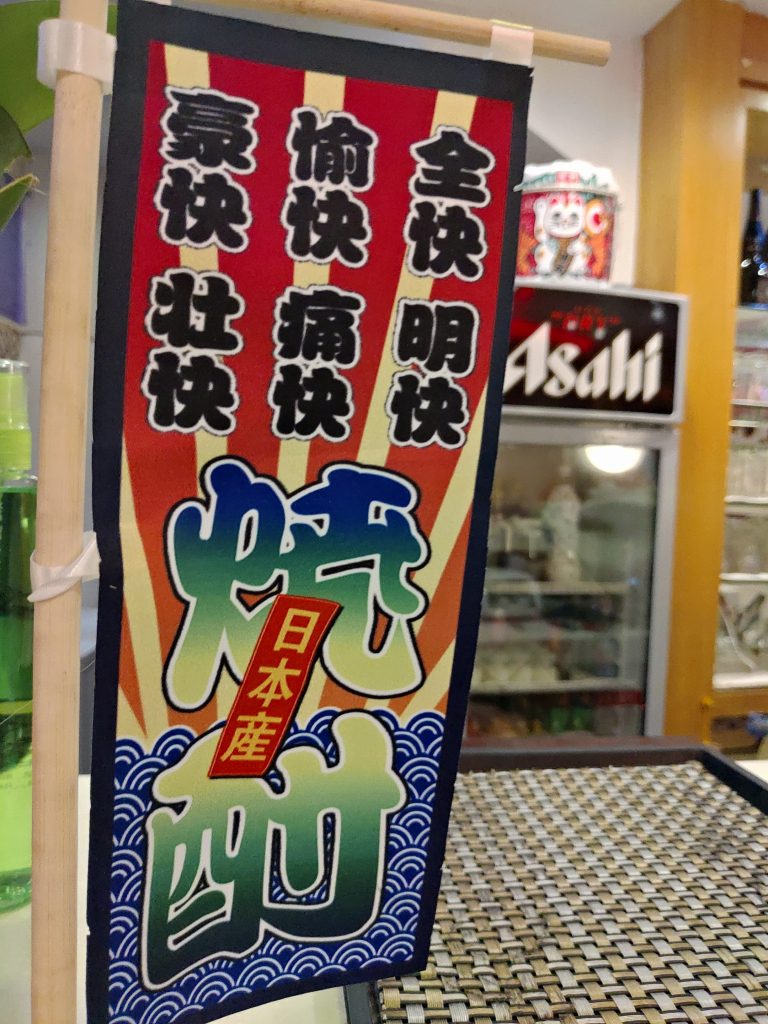 全快 明快
愉快 痛快
豪快 壮快
焼酎
日本産
Asahi